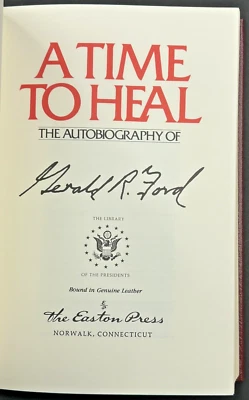 A TIME
TO HEAL
THE AUTOBIOGRAPHY OF
Gerald R. Ford
THE LIBRARY
OF THE PRESIDENTS
Bound in Genuine Leather
The Easton Press
NORWALK, CONNECTICUT